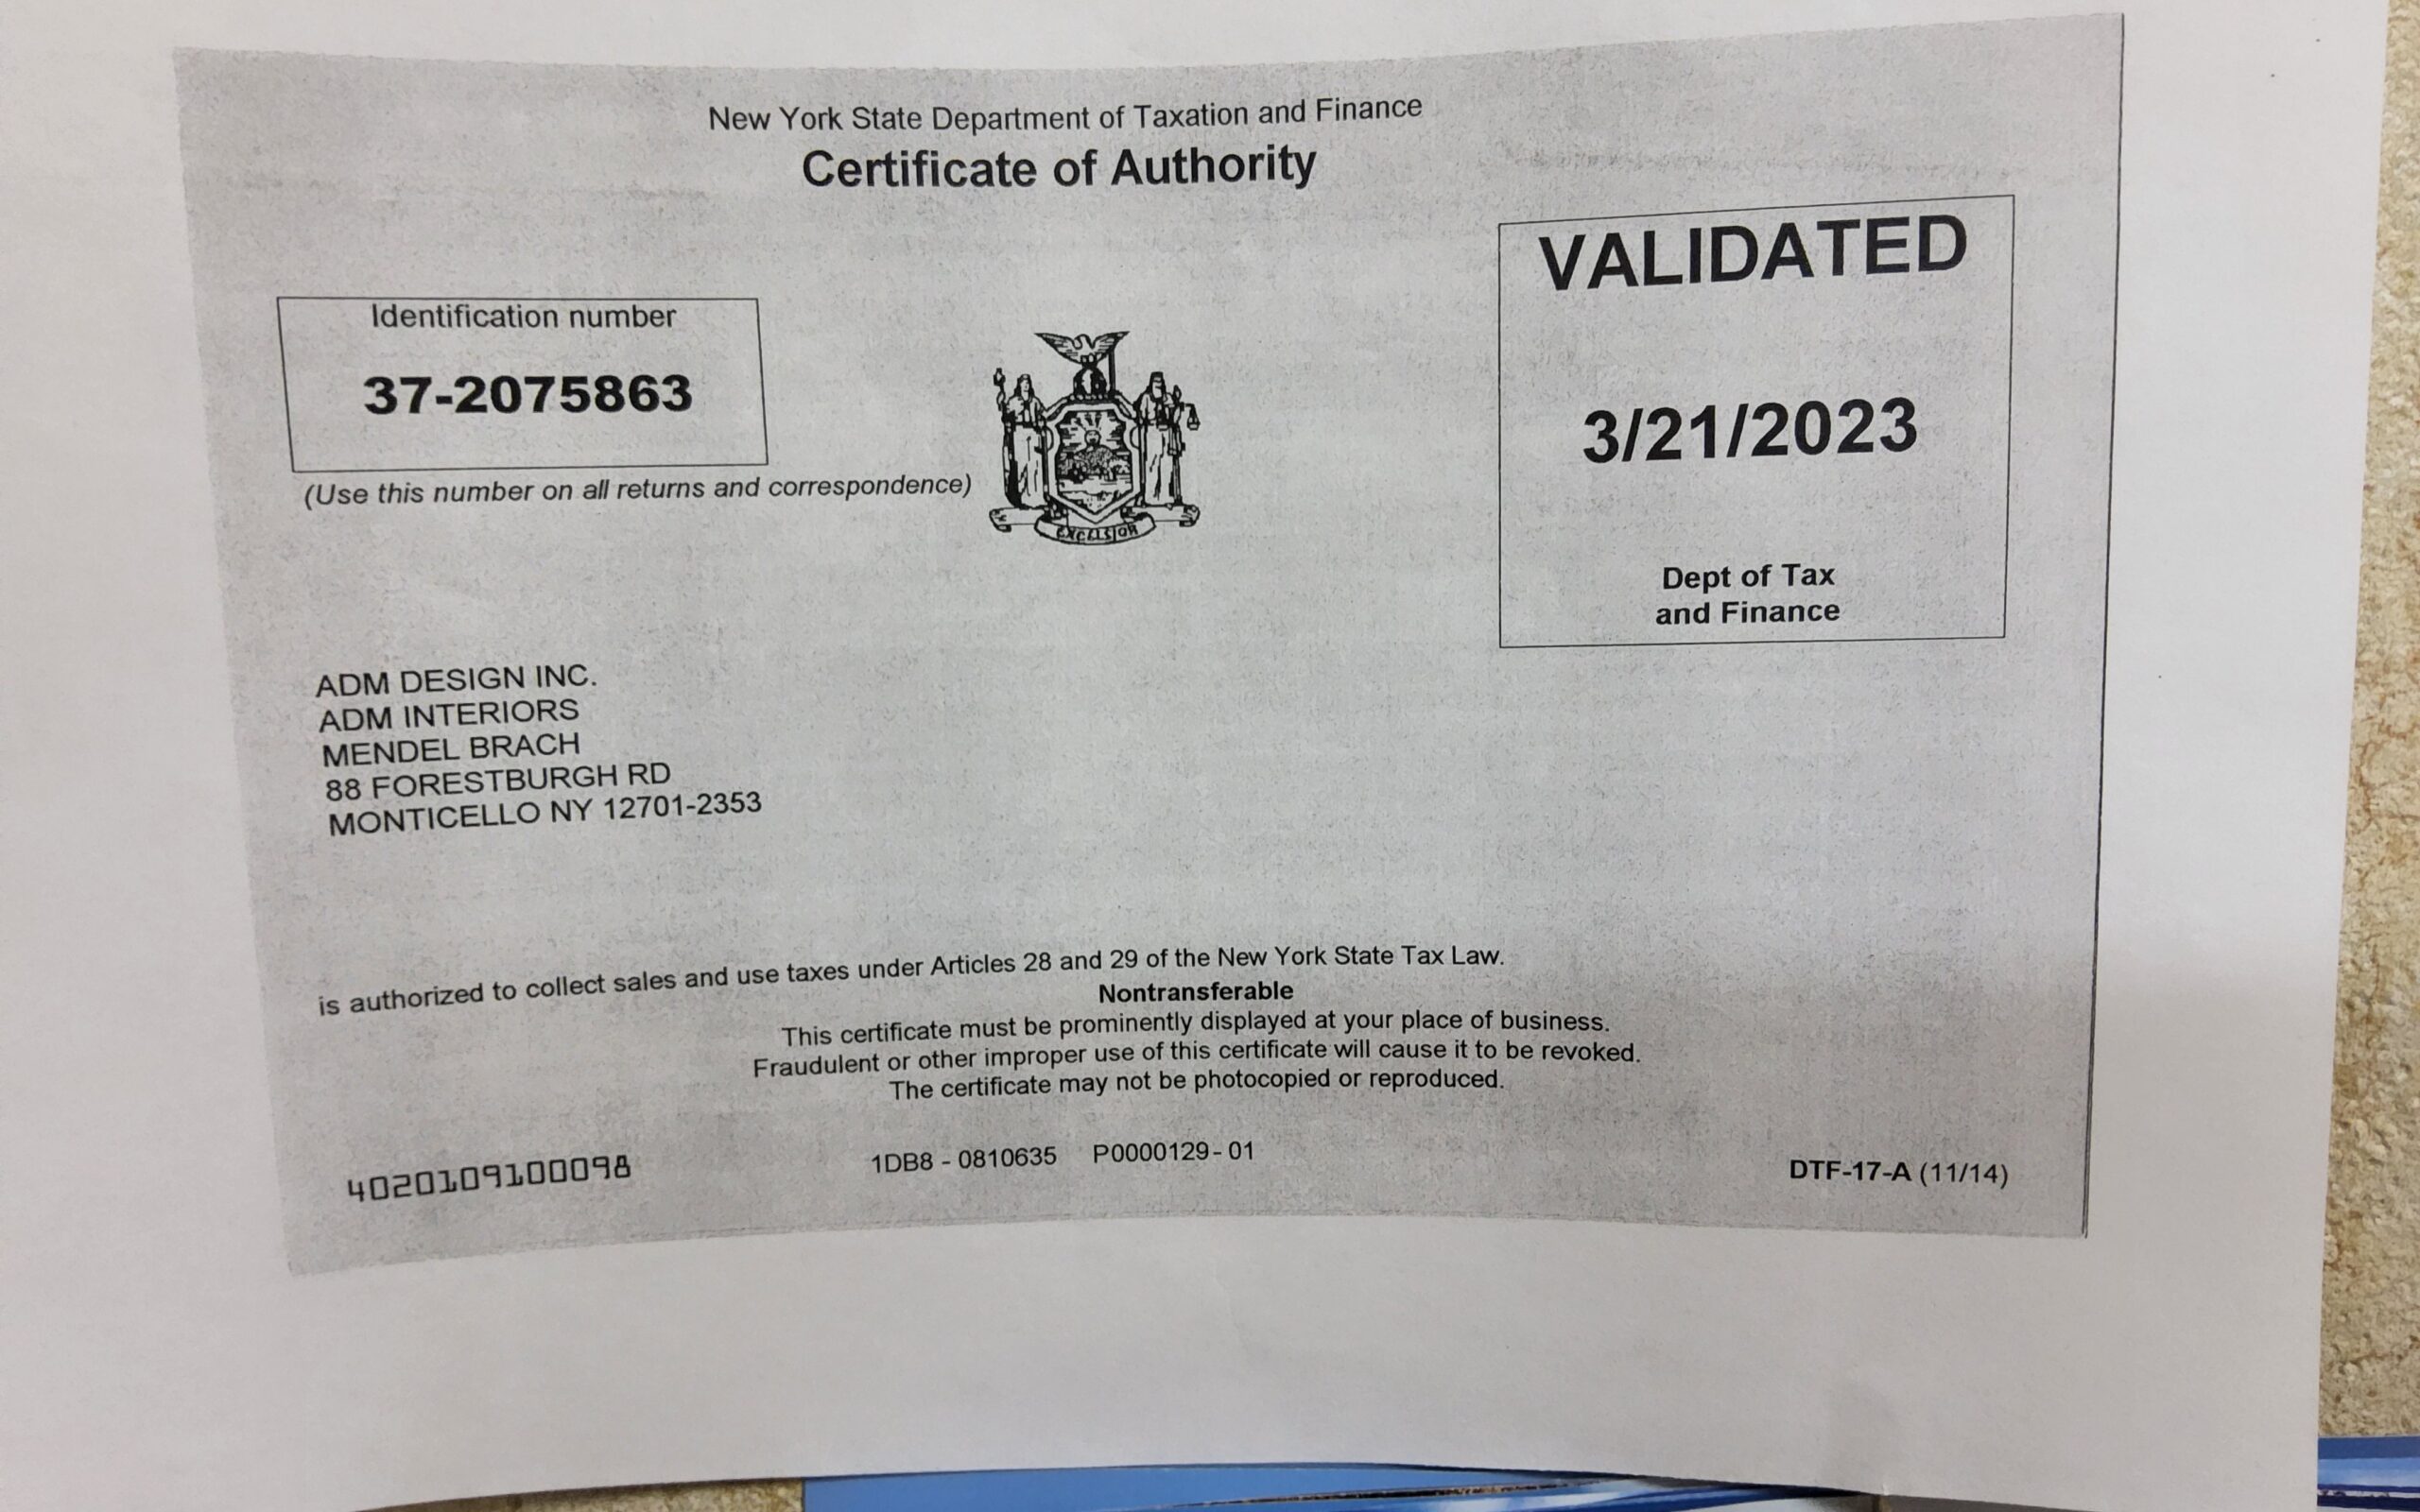 New York State Department of Taxation and Finance
Certificate of Authority
Identification number
37-2075863
(Use this number on all returns and correspondence)
EXCELSIOR
VALIDATED
3/21/2023
Dept of Tax
and Finance
ADM DESIGN INC.
ADM INTERIORS
MENDEL BRACH
88 FORESTBURGH RD
MONTICELLO NY 12701-2353
is authorized to collect sales and use taxes under Articles 28 and 29 of the New York State Tax Law.
Nontransferable
This certificate must be prominently displayed at your place of business.
Fraudulent or other improper use of this certificate will cause it to be revoked.
The certificate may not be photocopied or reproduced.
4020109100098
1DB8 - 0810635 P0000129-01
DTF-17-A (11/14)